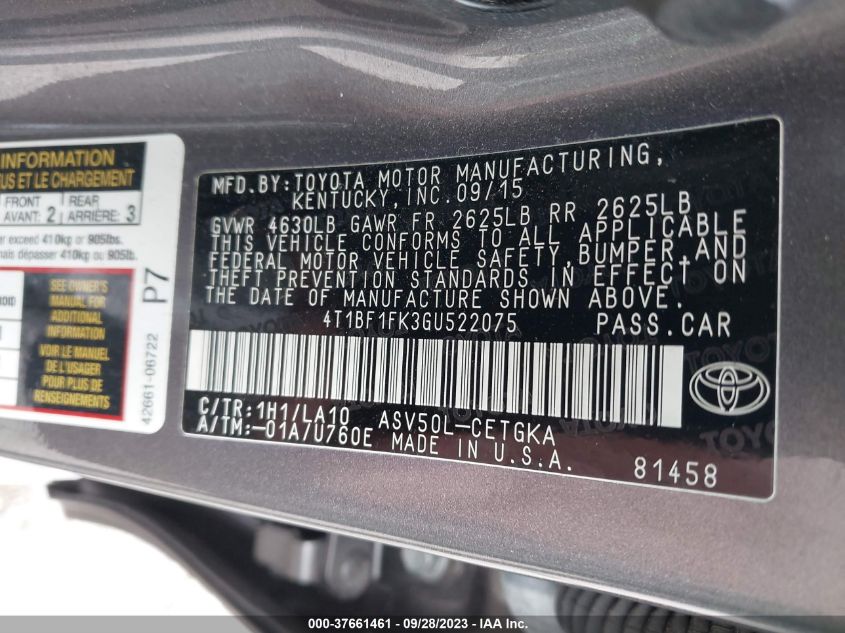 INFORMATION
US ET LE CHARGEMENT
FRONT
AVANT: 2
REAR
ARRIÈRE: 3
er exceed 410kg or 905lbs.
mais dépasser 410kg ou 905lb.
SEE OWNER'S
MANUAL FOR
ADDITIONAL
INFORMATION
VOIR LE MANUEL
DE L'USAGER
POUR PLUS DE
RENSEIGNEMENTS
P7
42661-06722
MFD.BY:TOYOTA MOTOR MANUFACTURING,
KENTUCKY,INC.09/15
GVWR 4630LB GAWR FR 2625LB RR 2625LB
THIS VEHICLE CONFORMS TO ALL APPLICABLE
FEDERAL MOTOR VEHICLE SAFETY,BUMPER,AND
THEFT PREVENTION STANDARDS IN EFFECT ON
THE DATE OF MANUFACTURE SHOWN ABOVE.
4T1BF1FK3GU522075 PASS.CAR
C/TR:1H1/LA10 ASV50L-CETGKA
A/TM:-01A/U760E MADE IN U.S.A.
81458
000-37661461 - 09/28/2023 - IAA Inc.